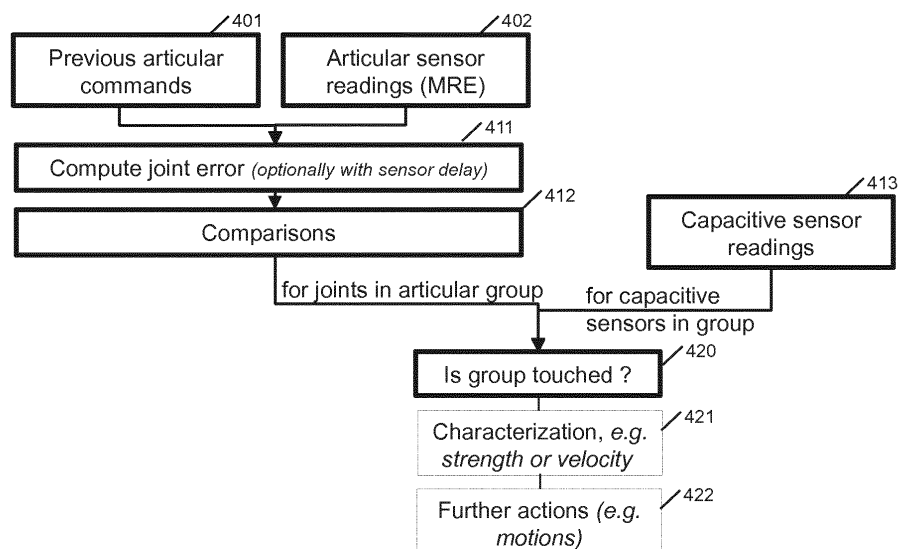 401
402
Previous articular
commands
Articular sensor
readings (MRE)
411
Compute joint error (optionally with sensor delay)
412
Comparisons
413
Capacitive sensor
readings
for joints in articular group
for capacitive
sensors in group
420
Is group touched ?
421
Characterization, e.g.
strength or velocity
422
Further actions (e.g.
motions)